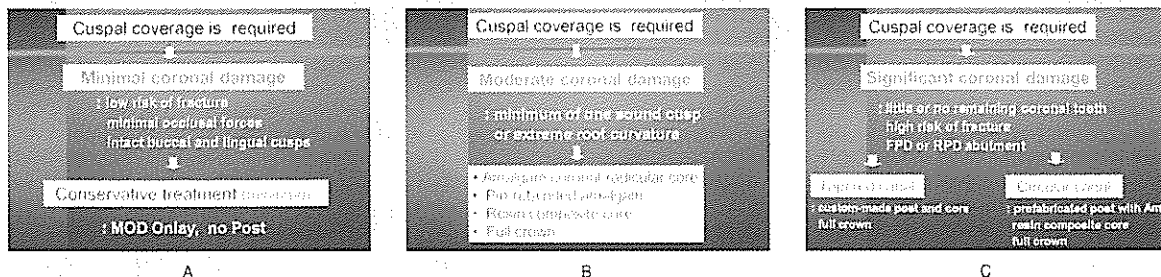 Cuspal coverage is required
Minimal coronal damage
: low risk of fracture
minimal occlusal forces
Intact buccal and lingual cusps
Conservative treatment
: MOD Onlay, no Post
A
Cuspal coverage is required
Moderate coronal damage
: minimum of one sound cusp
or extreme root curvature
• Amalgam coronal radicular core
• Pin retained amalgam
• Resin composite core
• Full crown
B
Cuspal coverage is required
Significant coronal damage
: little or no remaining coronal tooth
high risk of fracture
FPD or RPD abutment
canal
Circular canal
: custom-made post and core
full crown
: prefabricated post with Am
resin composite core
full crown
C